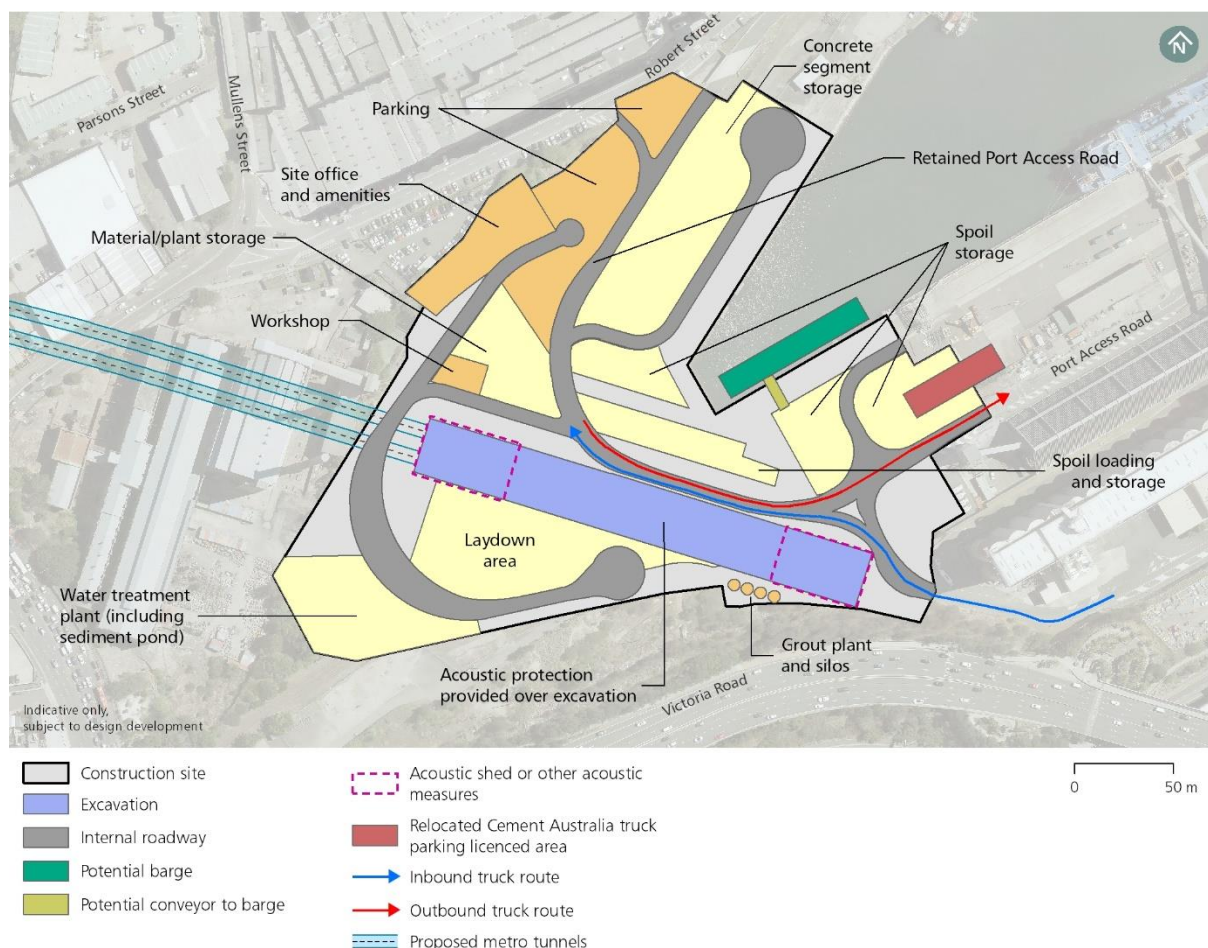 N
Concrete
segment
storage
Robert Street
Parsons Street
Mullens Street
Parking
Retained Port Access Road
Site office
and amenities
Material/plant storage
Spoil
storage
Workshop
Port Access Road
Spoil loading
and storage
Laydown
area
Water treatment
plant (including
sediment pond)
Grout plant
and silos
Acoustic protection
provided over excavation
Victoria Road
Indicative only,
subject to design development
Construction site
Excavation
Internal roadway
Potential barge
Potential conveyor to barge
Acoustic shed or other acoustic
measures
Relocated Cement Australia truck
parking licenced area
Inbound truck route
Outbound truck route
Proposed metro tunnels
0 50 m